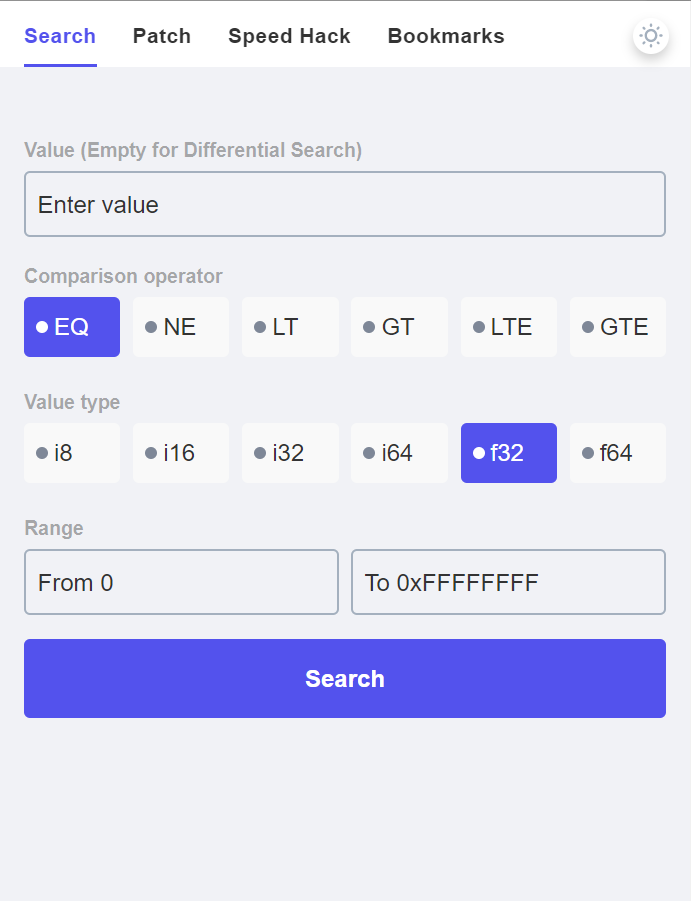 Search Patch Speed Hack Bookmarks
Value (Empty for Differential Search)
Enter value
Comparison operator
EQ NE LT GT LTE GTE
Value type
i8 i16 i32 i64 f32 f64
Range
From 0 To 0xFFFFFFFF
Search